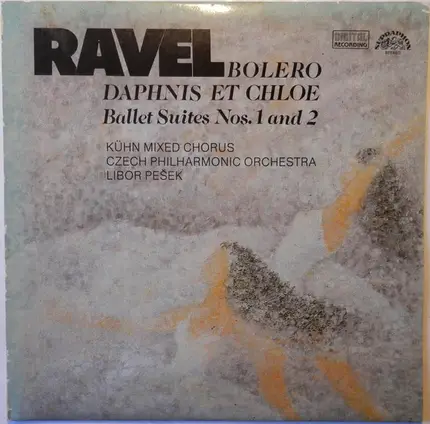 RAVEL BOLERO
DIGITAL
RECORDING
SUPRAPHON
STEREO
DAPHNIS ET CHLOE
Ballet Suites Nos. 1 and 2
KÜHN MIXED CHORUS
CZECH PHILHARMONIC ORCHESTRA
LIBOR PEŠEK